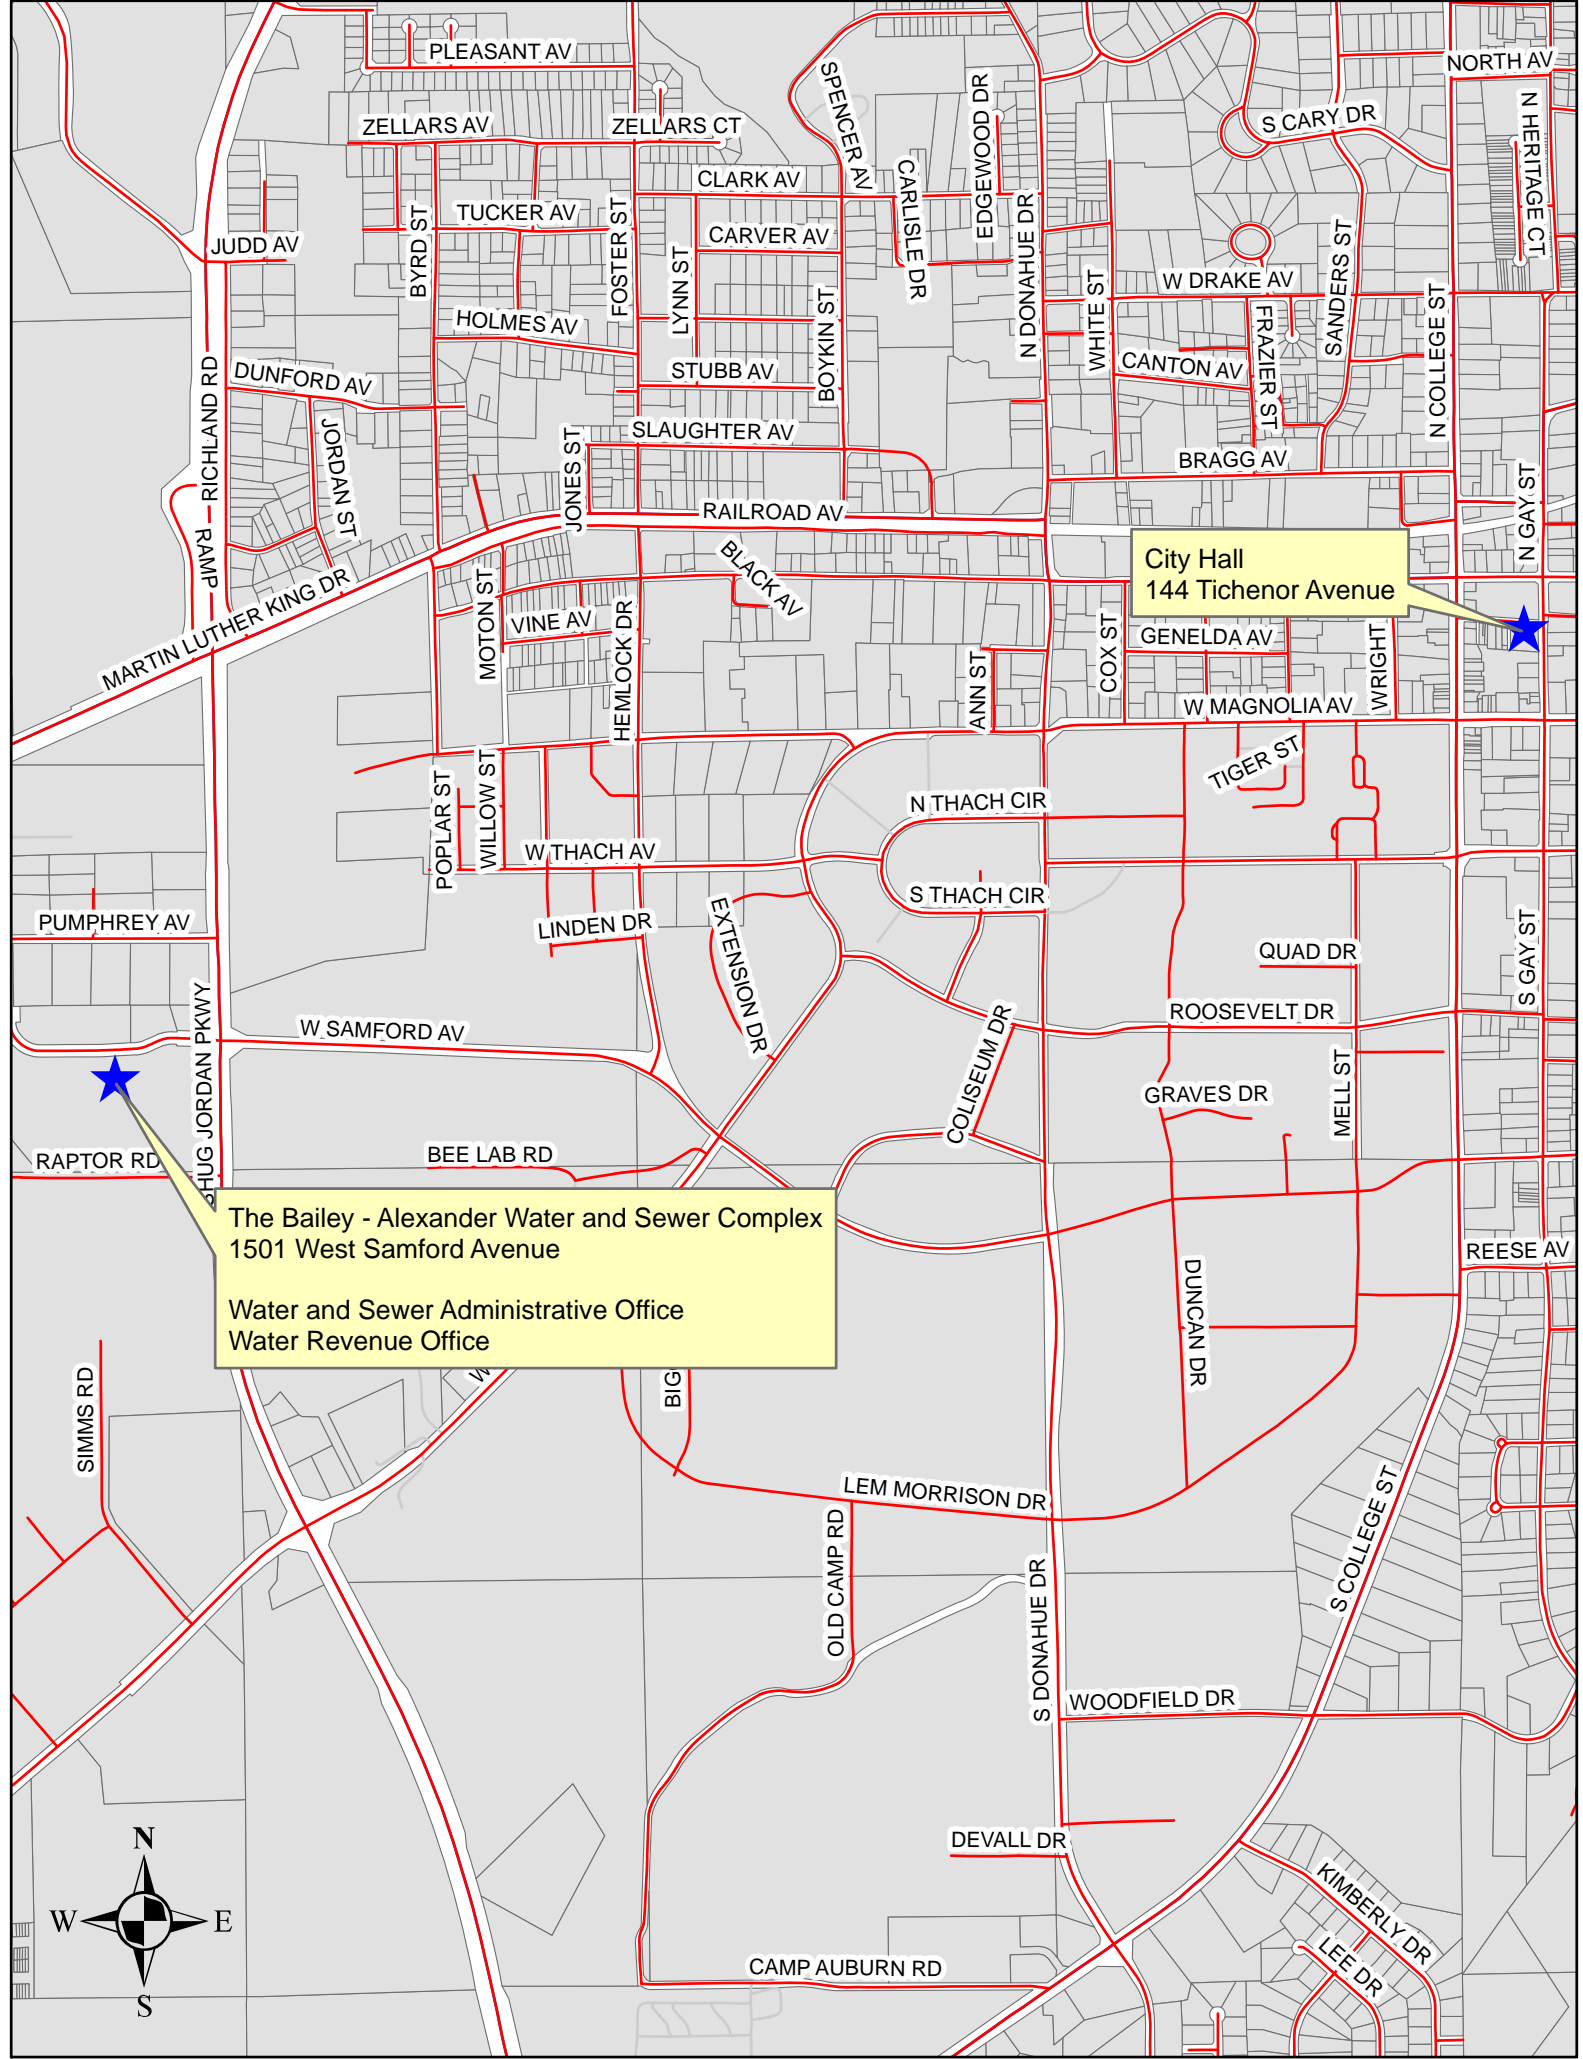 PLEASANT AV
NORTH AV
SPENCER AV
EDGEWOOD DR
N HERITAGE CT
ZELLARS AV
ZELLARS CT
S CARY DR
CLARK AV
CARLISLE DR
TUCKER AV
BYRD ST
FOSTER ST
CARVER AV
N DONAHUE DR
SANDERS ST
JUDD AV
LYNN ST
W DRAKE AV
BOYKIN ST
WHITE ST
N COLLEGE ST
HOLMES AV
FRAZIER ST
RICHLAND RD
DUNFORD AV
STUBB AV
CANTON AV
JORDAN ST
JONES ST
SLAUGHTER AV
BRAGG AV
N GAY ST
RAILROAD AV
RAMP
BLACK AV
City Hall
144 Tichenor Avenue
MARTIN LUTHER KING DR
MOTON ST
VINE AV
HEMLOCK DR
COX ST
GENELDA AV
WRIGHT
ANN ST
W MAGNOLIA AV
TIGER ST
POPLAR ST
WILLOW ST
N THACH CIR
W THACH AV
S THACH CIR
PUMPHREY AV
LINDEN DR
EXTENSION DR
QUAD DR
S GAY ST
W SAMFORD AV
SHUG JORDAN PKWY
COLISEUM DR
ROOSEVELT DR
MELL ST
GRAVES DR
RAPTOR RD
BEE LAB RD
The Bailey - Alexander Water and Sewer Complex
1501 West Samford Avenue
Water and Sewer Administrative Office
Water Revenue Office
REESE AV
DUNCAN DR
SIMMS RD
W
BIG
LEM MORRISON DR
OLD CAMP RD
S COLLEGE ST
S DONAHUE DR
WOODFIELD DR
DEVALL DR
KIMBERLY DR
LEE DR
CAMP AUBURN RD
N
W E
S